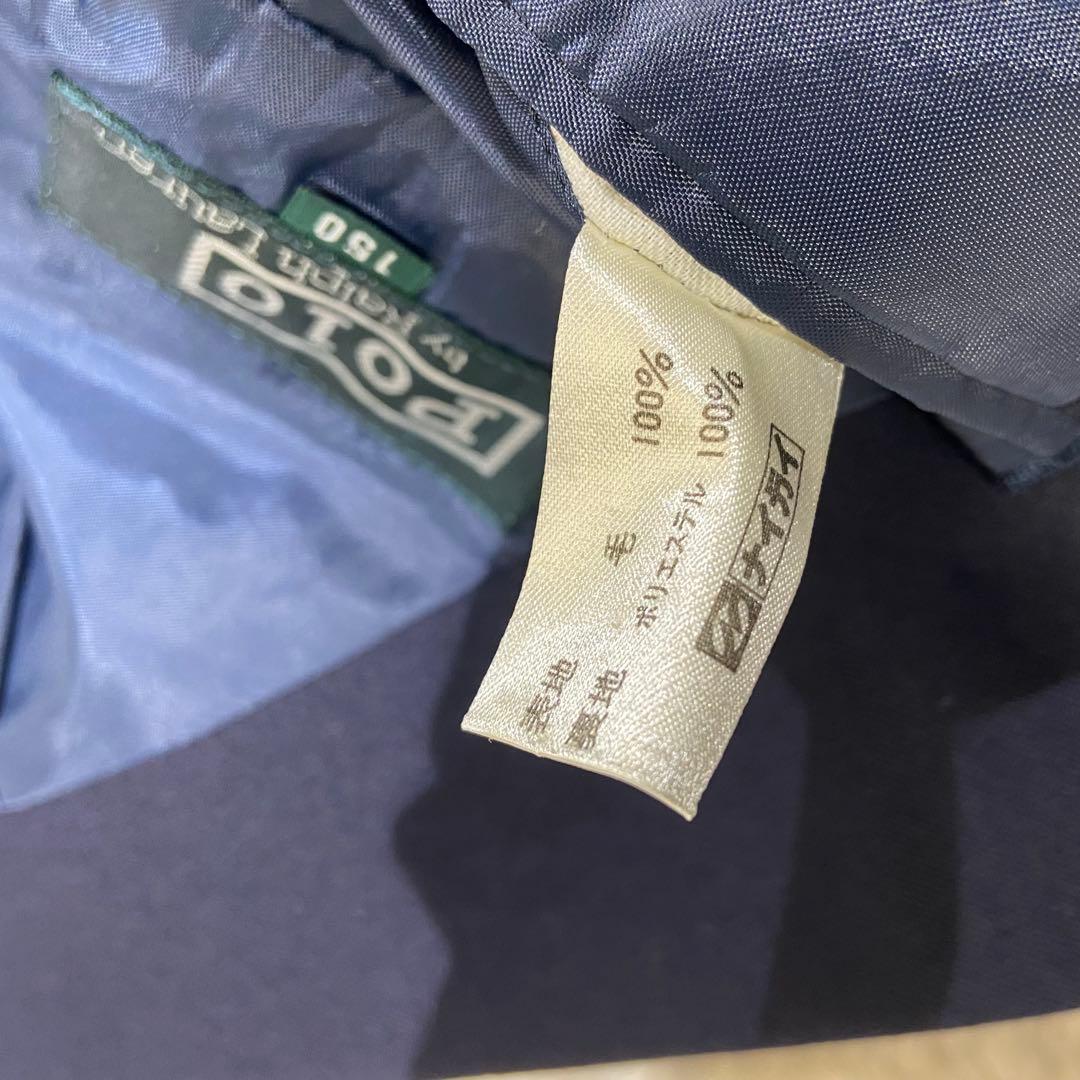 Polo
by Ralph Lauren
150
表地 毛 100%
裏地 ポリエステル 100%
ナイガイ